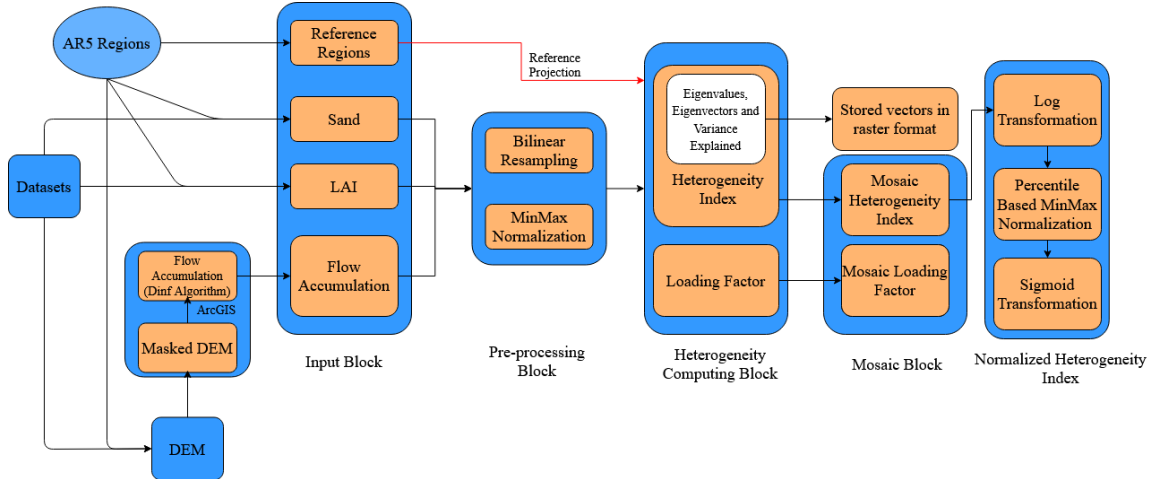 AR5 Regions
Datasets
Flow
Accumulation
(Dinf Algorithm)
ArcGIS
Masked DEM
DEM
Reference
Regions
Sand
LAI
Flow
Accumulation
Input Block
Reference
Projection
Bilinear
Resampling
MinMax
Normalization
Pre-processing
Block
Eigenvalues,
Eigenvectors and
Variance
Explained
Heterogeneity
Index
Loading Factor
Heterogeneity
Computing Block
Stored vectors in
raster format
Mosaic
Heterogeneity
Index
Mosaic Loading
Factor
Mosaic Block
Log
Transformation
Percentile
Based MinMax
Normalization
Sigmoid
Transformation
Normalized Heterogeneity
Index